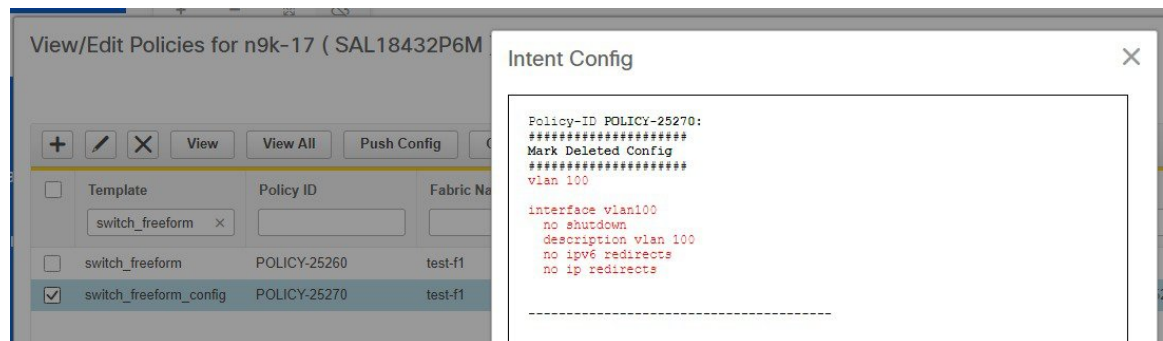 View/Edit Policies for n9k-17 ( SAL18432P6M )
Intent Config
Policy-ID POLICY-25270:
#####################
Mark Deleted Config
#####################
vlan 100
interface vlan100
no shutdown
description vlan 100
no ipv6 redirects
no ip redirects
---------------------------------------
View
View All
Push Config
Template
Policy ID
Fabric Na
switch_freeform
switch_freeform
POLICY-25260
test-f1
switch_freeform_config
POLICY-25270
test-f1